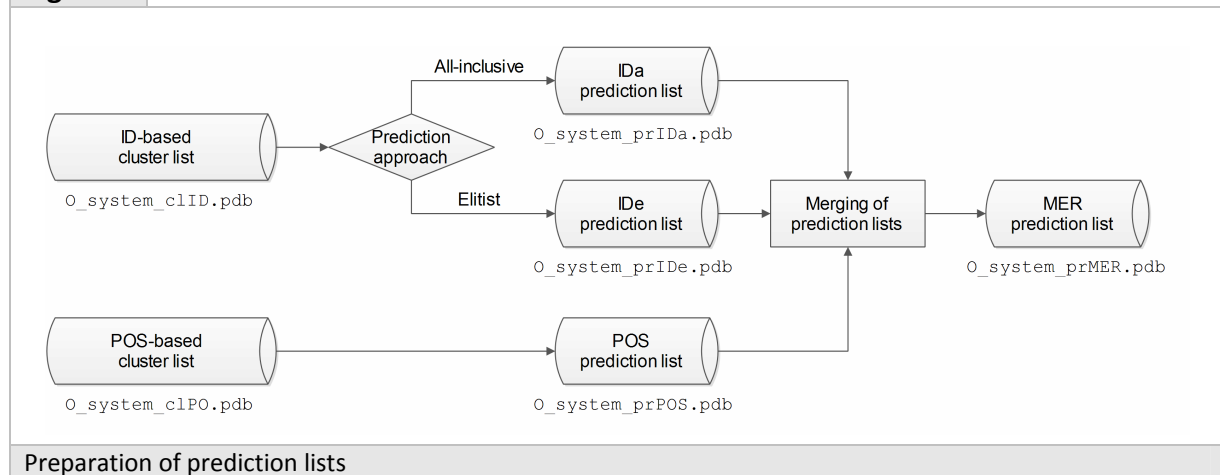 All-inclusive
IDa
prediction list
O_system_prIDa.pdb
ID-based
cluster list
O_system_clID.pdb
Prediction
approach
Elitist
IDe
prediction list
O_system_prIDe.pdb
Merging of
prediction lists
MER
prediction list
O_system_prMER.pdb
POS-based
cluster list
O_system_clPO.pdb
POS
prediction list
O_system_prPOS.pdb
Preparation of prediction lists